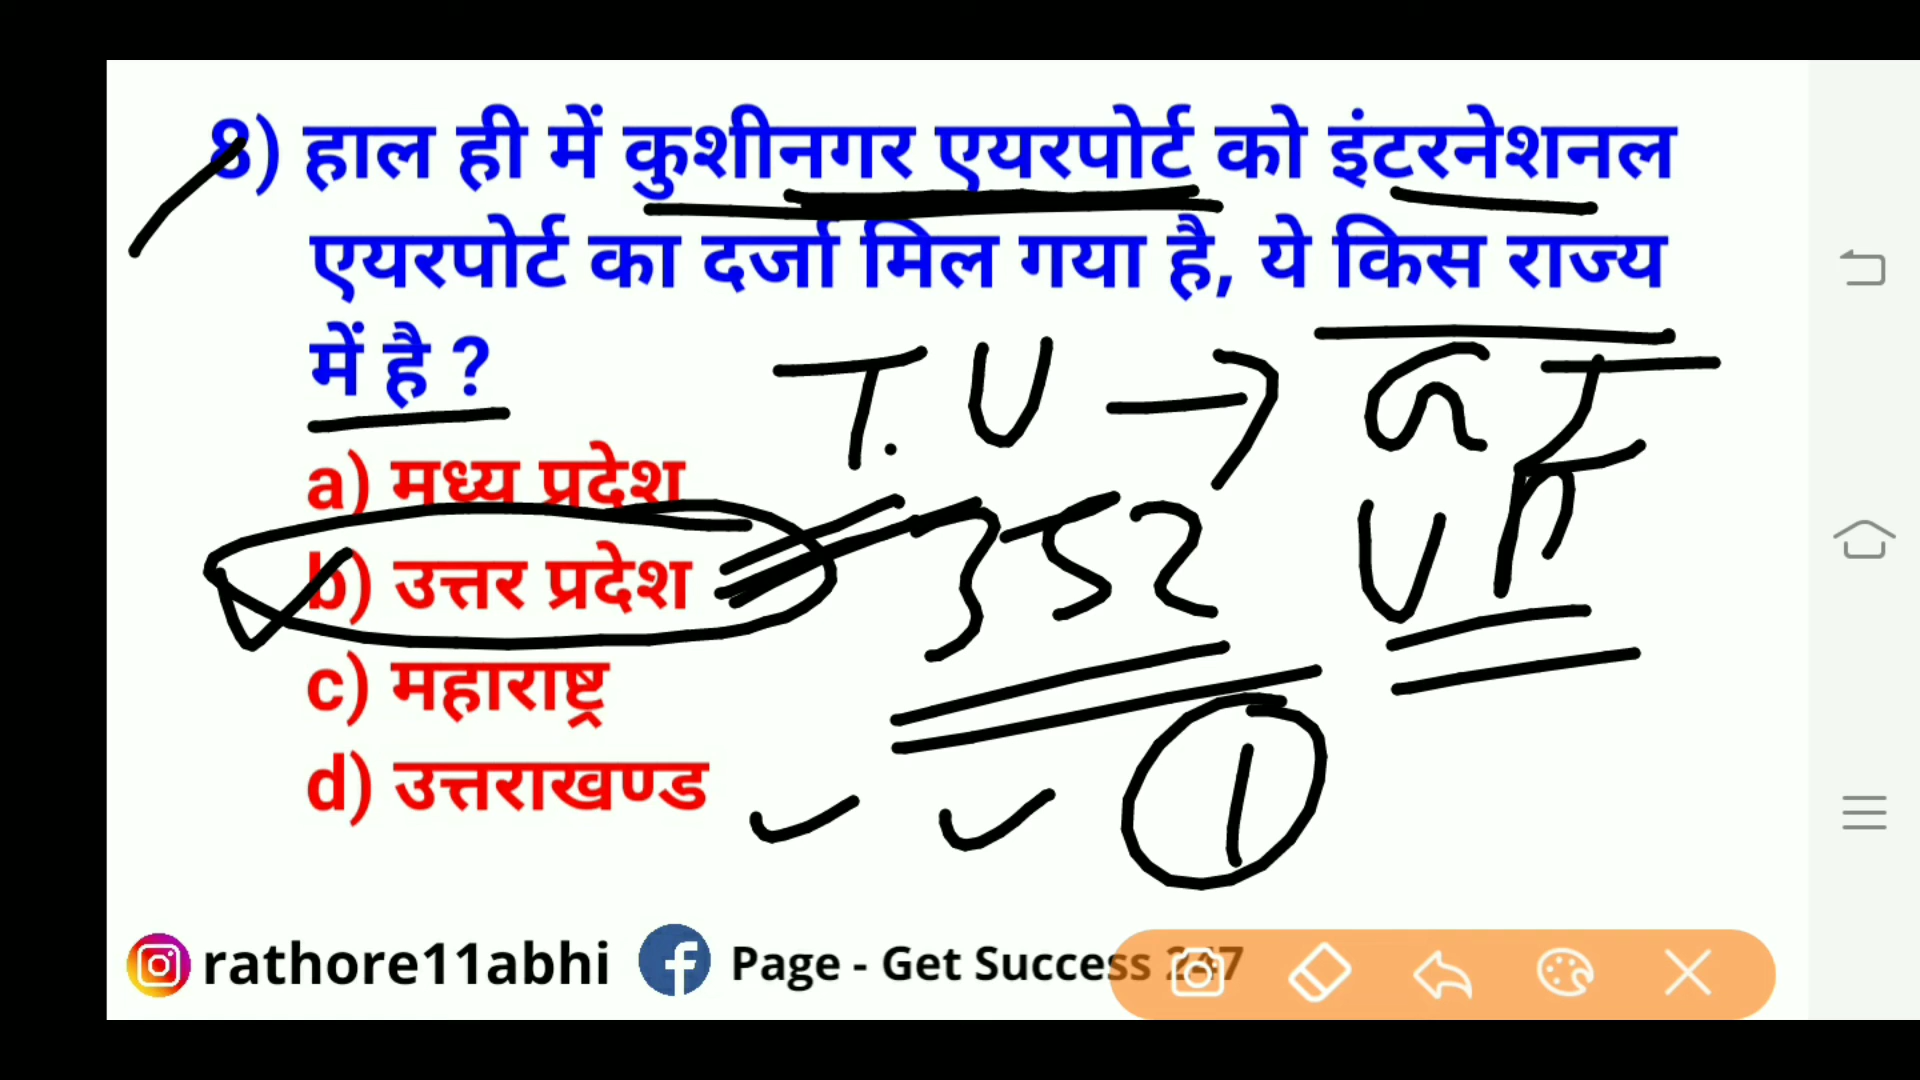 8) हाल ही में कुशीनगर एयरपोर्ट को इंटरनेशनल
एयरपोर्ट का दर्जा मिल गया है, ये किस राज्य
में है ?
T.U
a) मध्य प्रदेश
352
UP
b) उत्तर प्रदेश
c) महाराष्ट्र
1
d) उत्तराखण्ड
rathore11abhi Page - Get Success 247